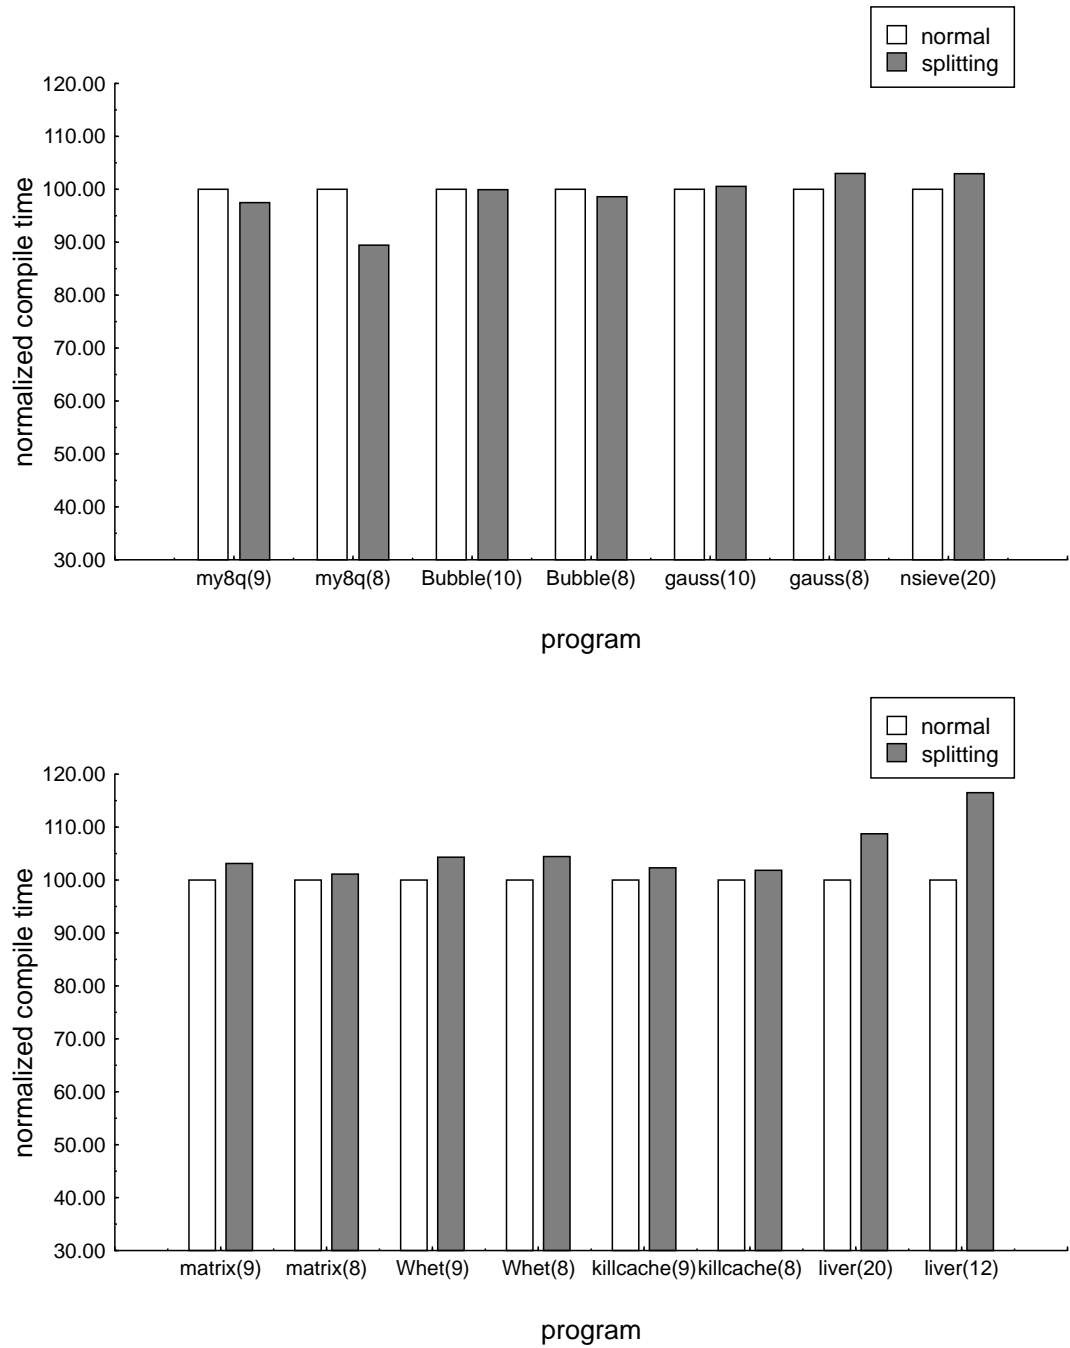 normal
splitting
120.00
110.00
100.00
90.00
80.00
70.00
60.00
50.00
40.00
30.00
normalized compile time
my8q(9) my8q(8) Bubble(10) Bubble(8) gauss(10) gauss(8) nsieve(20)
program
normal
splitting
120.00
110.00
100.00
90.00
80.00
70.00
60.00
50.00
40.00
30.00
normalized compile time
matrix(9) matrix(8) Whet(9) Whet(8) killcache(9) killcache(8) liver(20) liver(12)
program